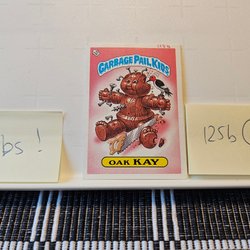 GARBAGE PAIL KIDS
OAK KAY
bs !
125b (